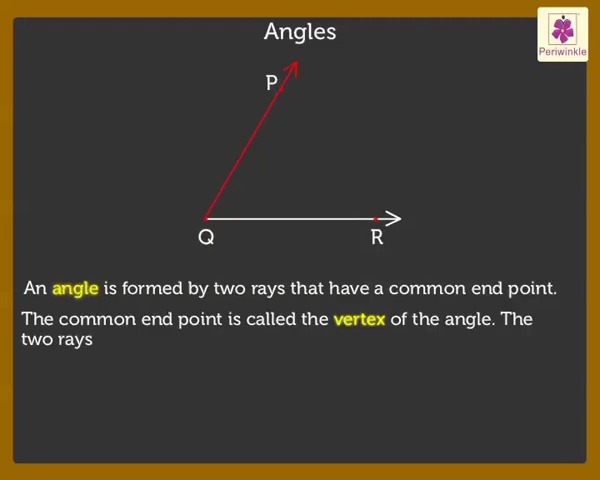 Angles
Periwinkle
P
Q
R
An angle is formed by two rays that have a common end point.
The common end point is called the vertex of the angle. The
two rays